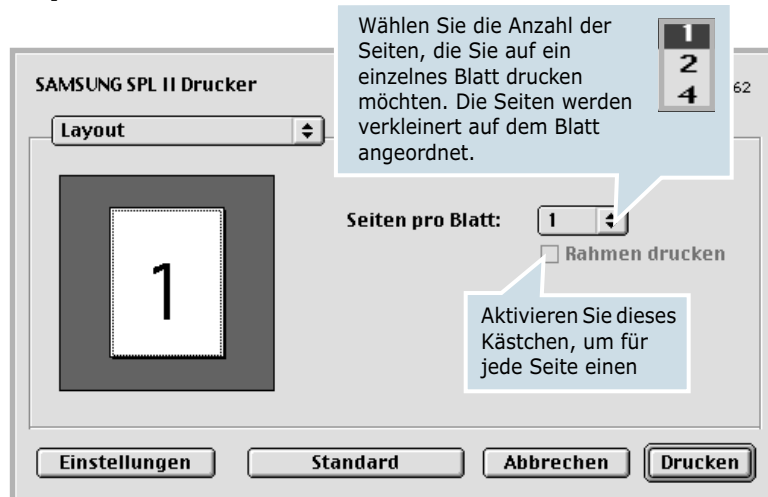 Wählen Sie die Anzahl der
Seiten, die Sie auf ein
einzelnes Blatt drucken
möchten. Die Seiten werden
verkleinert auf dem Blatt
angeordnet.
1
2
4
SAMSUNG SPL II Drucker
62
Layout
1
Seiten pro Blatt: 1
Rahmen drucken
Aktivieren Sie dieses
Kästchen, um für
jede Seite einen
Einstellungen Standard Abbrechen Drucken